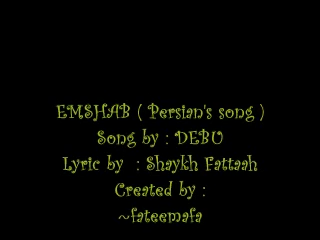 EMSHAB ( Persian's song )
Song by : DEBU
Lyric by : Shaykh Fattaah
Created by :
~fateemafa